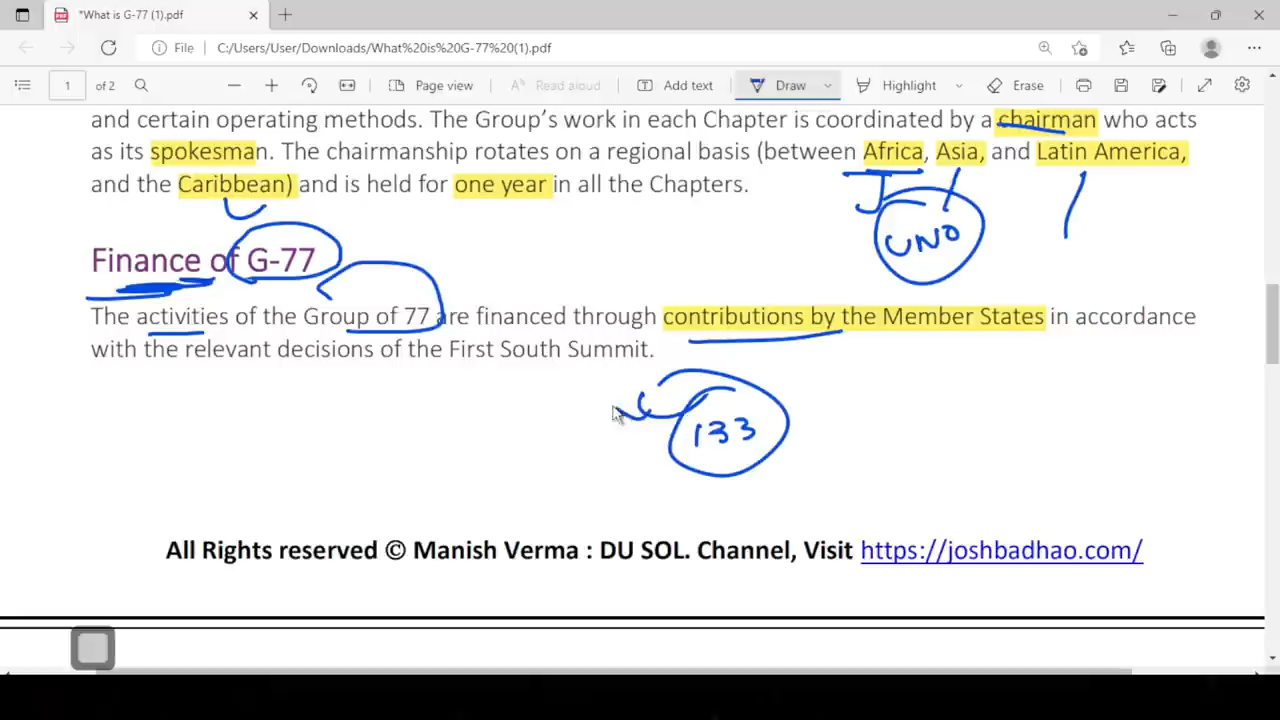 *What is G-77 (1).pdf
File C:/Users/User/Downloads/What%20is%20G-77%20(1).pdf
1 of 2 Page view Read aloud Add text Draw Highlight Erase
and certain operating methods. The Group's work in each Chapter is coordinated by a chairman who acts
as its spokesman. The chairmanship rotates on a regional basis (between Africa, Asia, and Latin America,
and the Caribbean) and is held for one year in all the Chapters.
UNO
Finance of G-77
The activities of the Group of 77 are financed through contributions by the Member States in accordance
with the relevant decisions of the First South Summit.
133
All Rights reserved © Manish Verma : DU SOL. Channel, Visit https://joshbadhao.com/